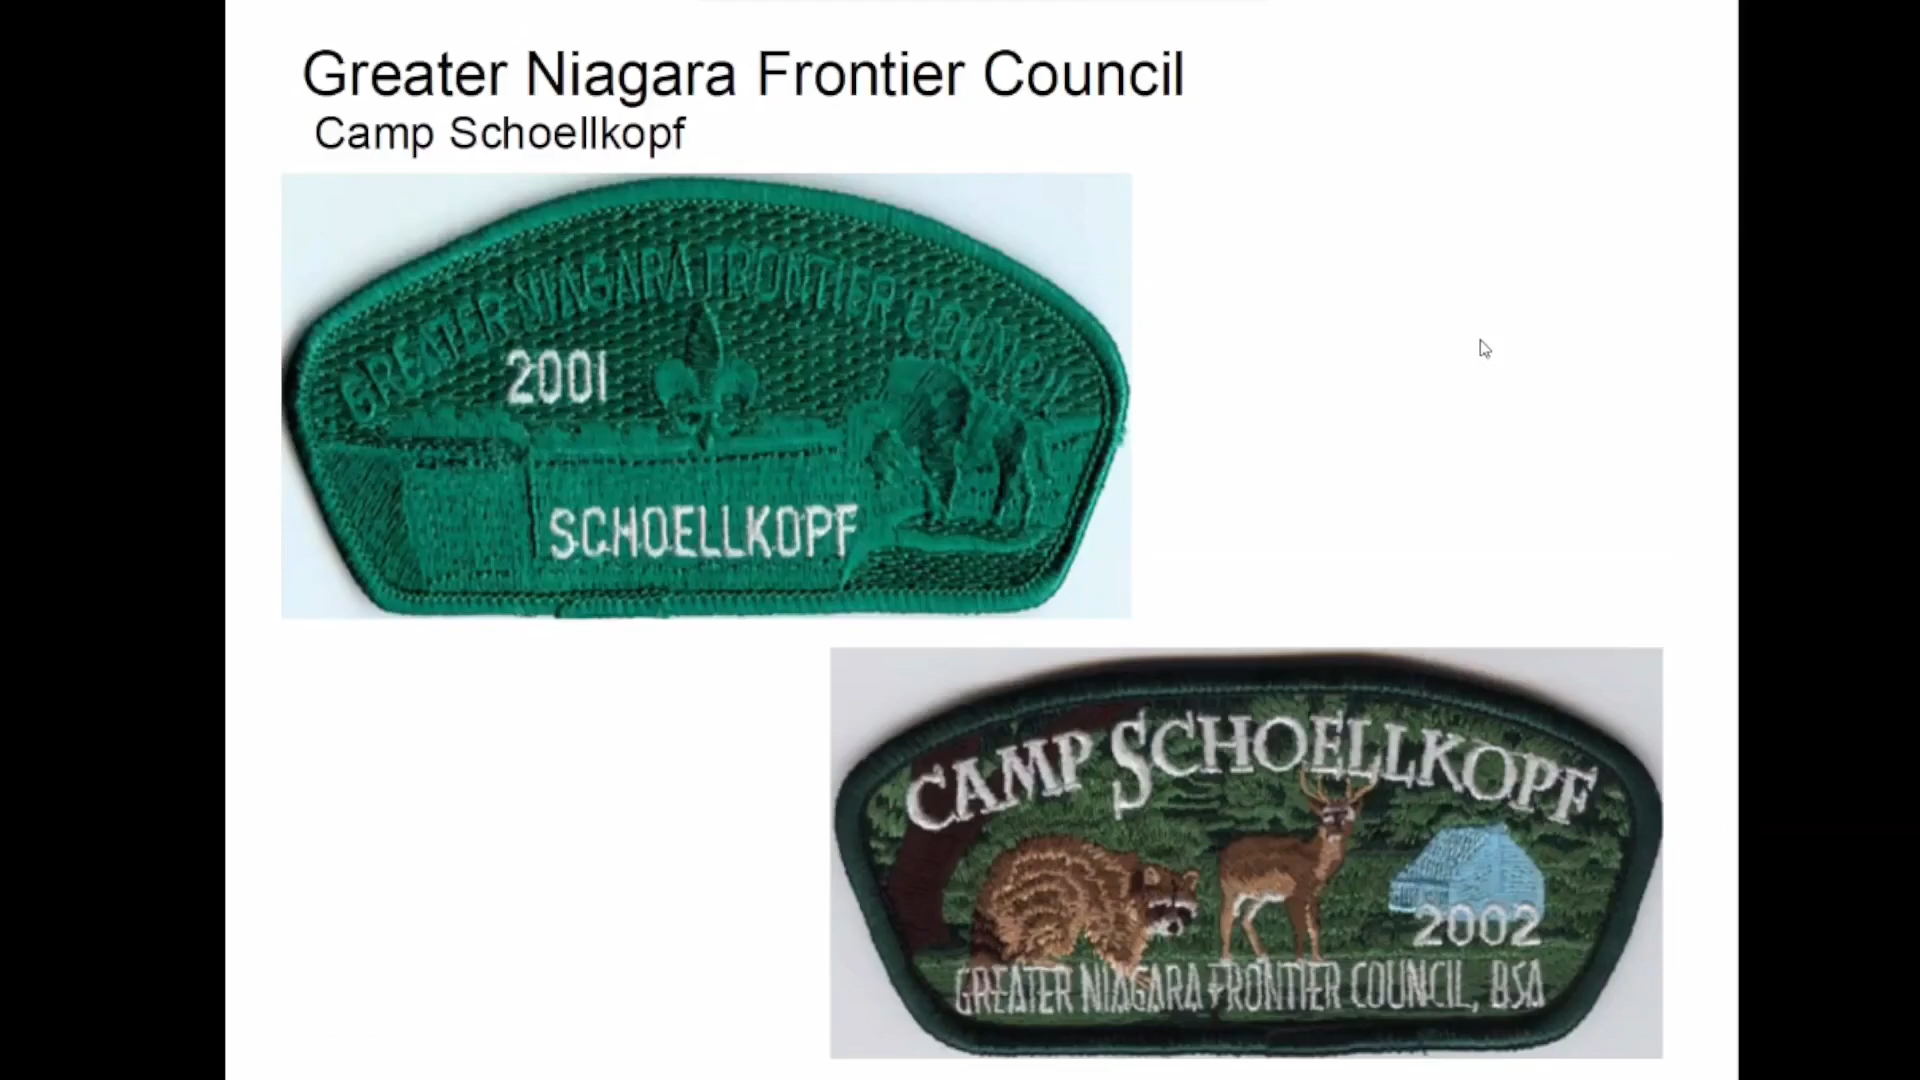 Greater Niagara Frontier Council
Camp Schoellkopf
GREATER NIAGARA FRONTIER COUNCIL
2001
SCHOELLKOPF
CAMP SCHOELLKOPF
2002
GREATER NIAGARA FRONTIER COUNCIL, BSA